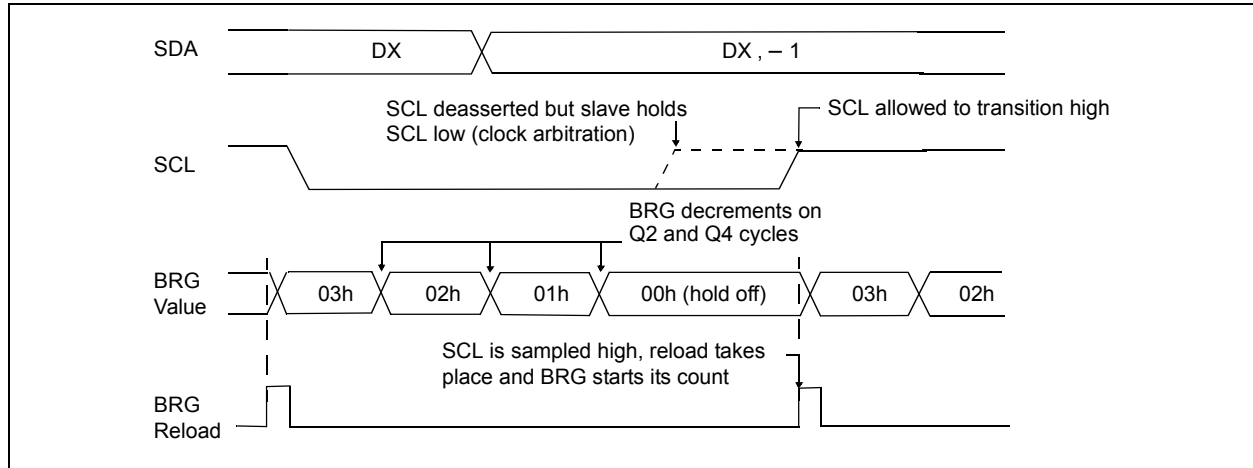 SDA
DX
DX , – 1
SCL deasserted but slave holds
SCL low (clock arbitration)
SCL allowed to transition high
SCL
BRG decrements on
Q2 and Q4 cycles
BRG
Value
03h
02h
01h
00h (hold off)
03h
02h
SCL is sampled high, reload takes
place and BRG starts its count
BRG
Reload